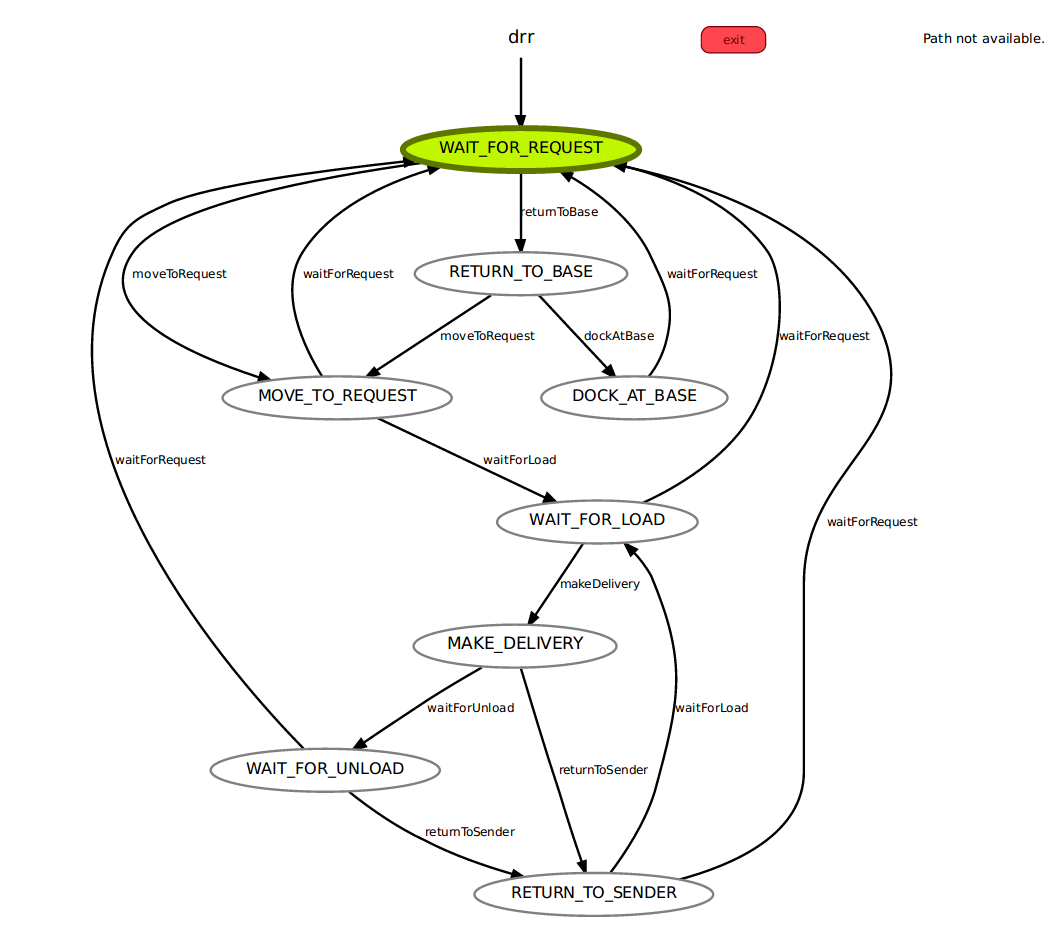 drr
exit
Path not available.
WAIT_FOR_REQUEST
returnToBase
moveToRequest
waitForRequest
RETURN_TO_BASE
waitForRequest
moveToRequest
dockAtBase
waitForRequest
MOVE_TO_REQUEST
DOCK_AT_BASE
waitForRequest
waitForLoad
WAIT_FOR_LOAD
waitForRequest
makeDelivery
MAKE_DELIVERY
waitForUnload
waitForLoad
WAIT_FOR_UNLOAD
returnToSender
returnToSender
RETURN_TO_SENDER